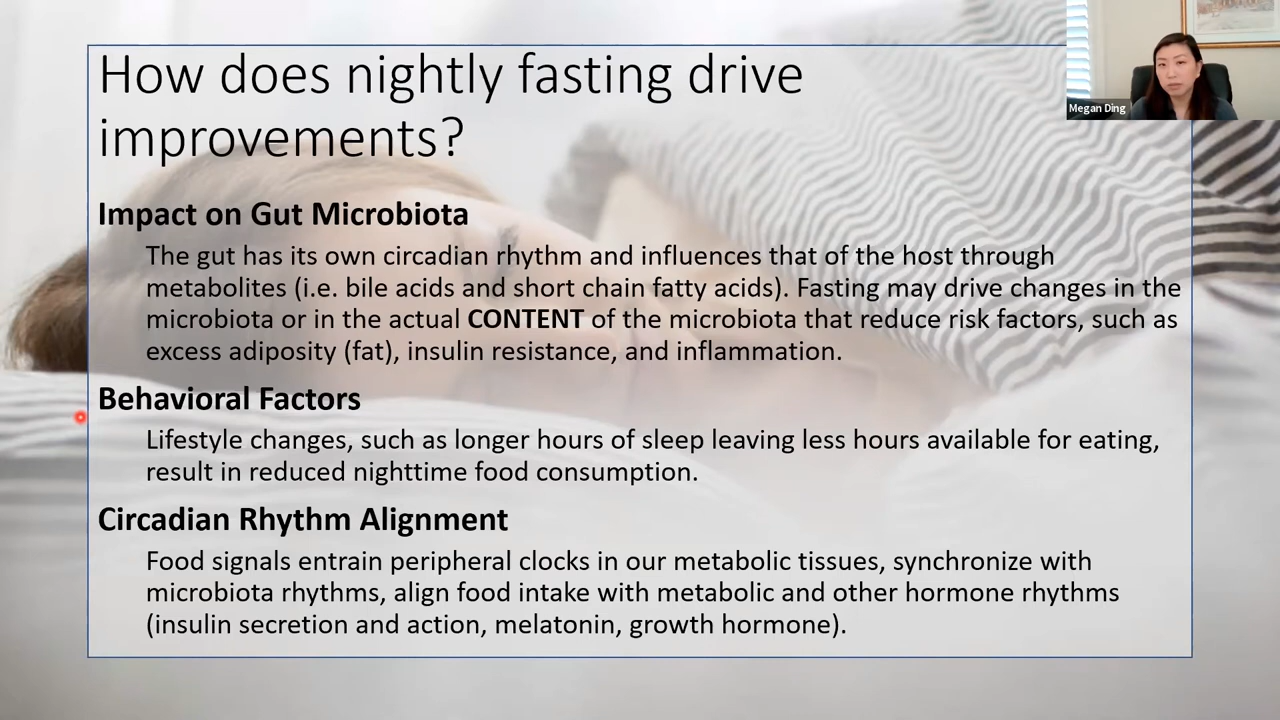 How does nightly fasting drive
improvements?
Megan Ding
Impact on Gut Microbiota
The gut has its own circadian rhythm and influences that of the host through
metabolites (i.e. bile acids and short chain fatty acids). Fasting may drive changes in the
microbiota or in the actual CONTENT of the microbiota that reduce risk factors, such as
excess adiposity (fat), insulin resistance, and inflammation.
Behavioral Factors
Lifestyle changes, such as longer hours of sleep leaving less hours available for eating,
result in reduced nighttime food consumption.
Circadian Rhythm Alignment
Food signals entrain peripheral clocks in our metabolic tissues, synchronize with
microbiota rhythms, align food intake with metabolic and other hormone rhythms
(insulin secretion and action, melatonin, growth hormone).